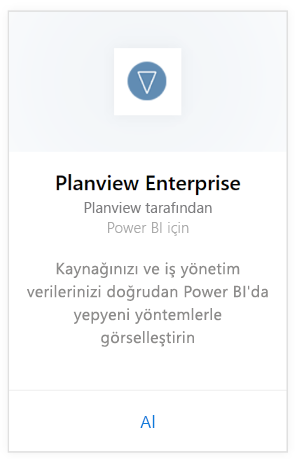 Planview Enterprise
Planview tarafından
Power BI için
Kaynağınızı ve iş yönetim
verilerinizi doğrudan Power BI'da
yepyeni yöntemlerle
görselleştirin
Al